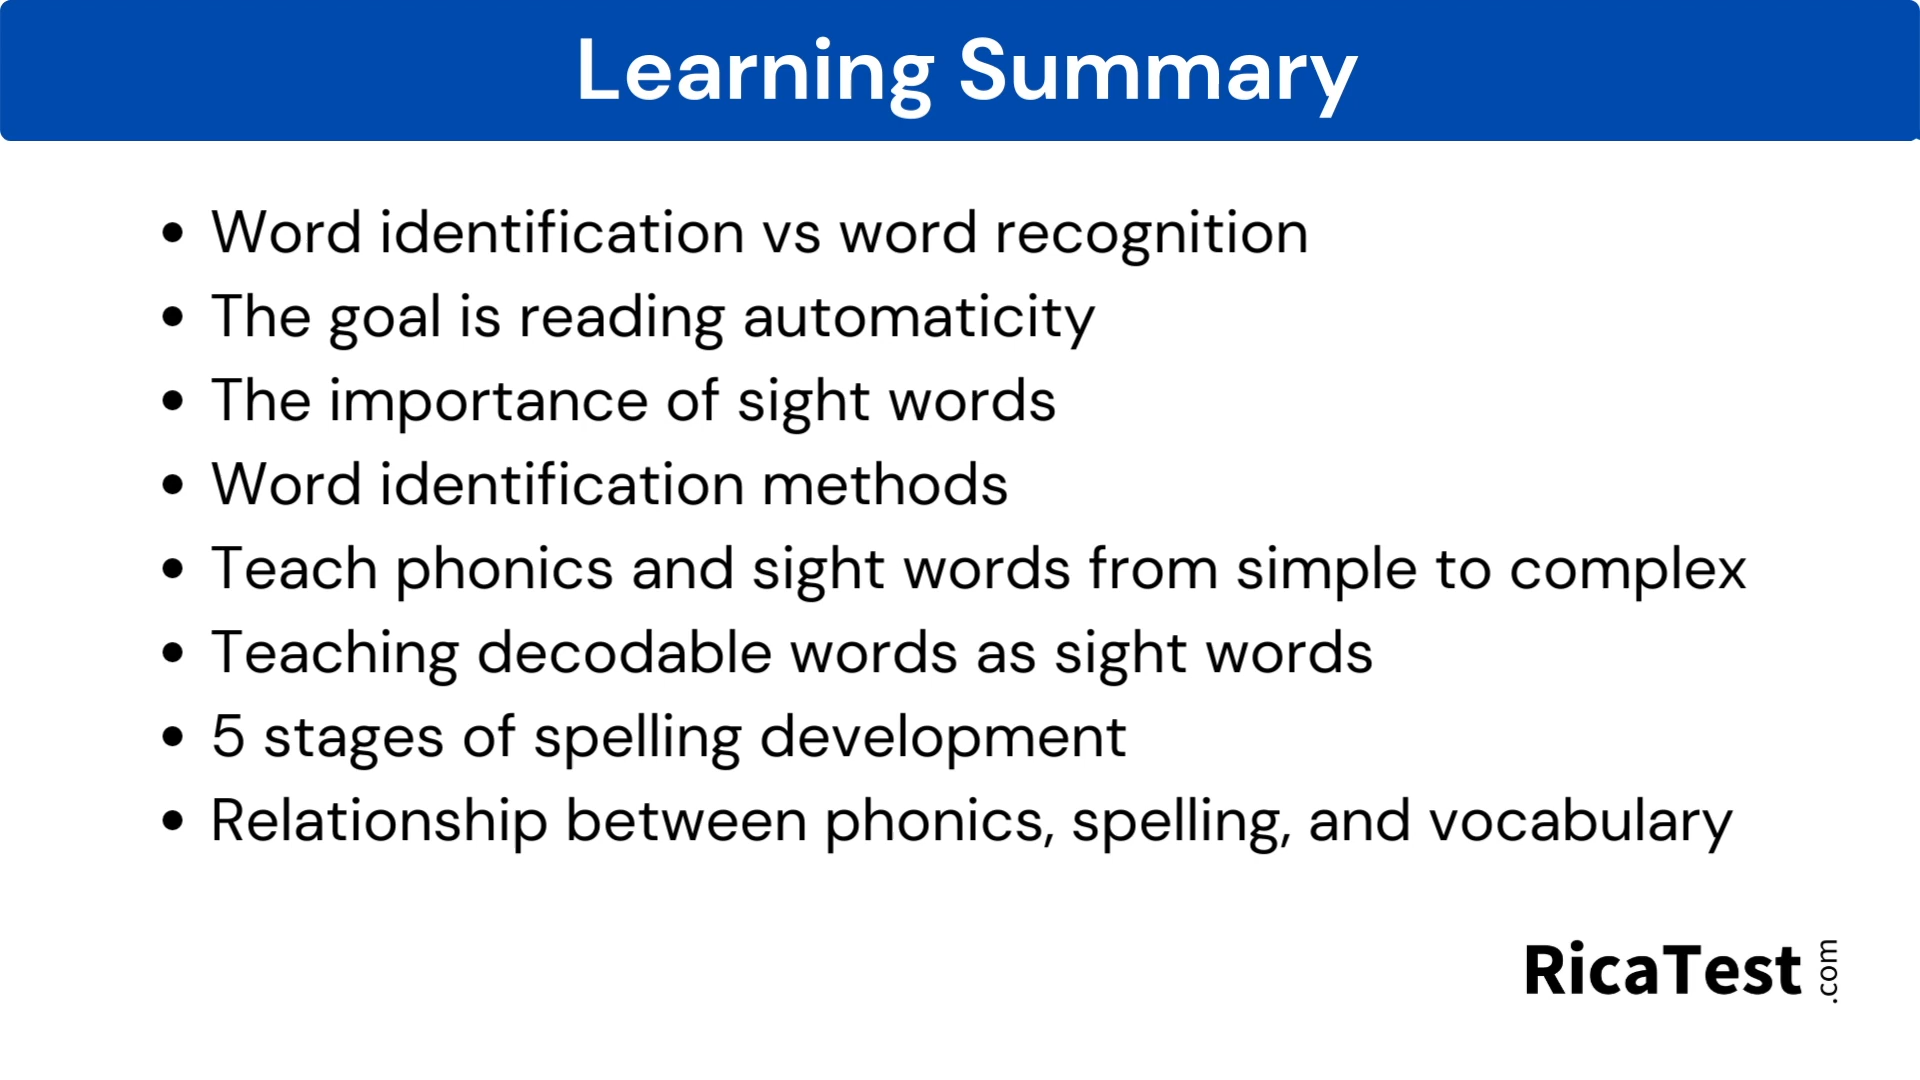 Learning Summary
• Word identification vs word recognition
• The goal is reading automaticity
• The importance of sight words
• Word identification methods
• Teach phonics and sight words from simple to complex
• Teaching decodable words as sight words
• 5 stages of spelling development
• Relationship between phonics, spelling, and vocabulary
RicaTest .com